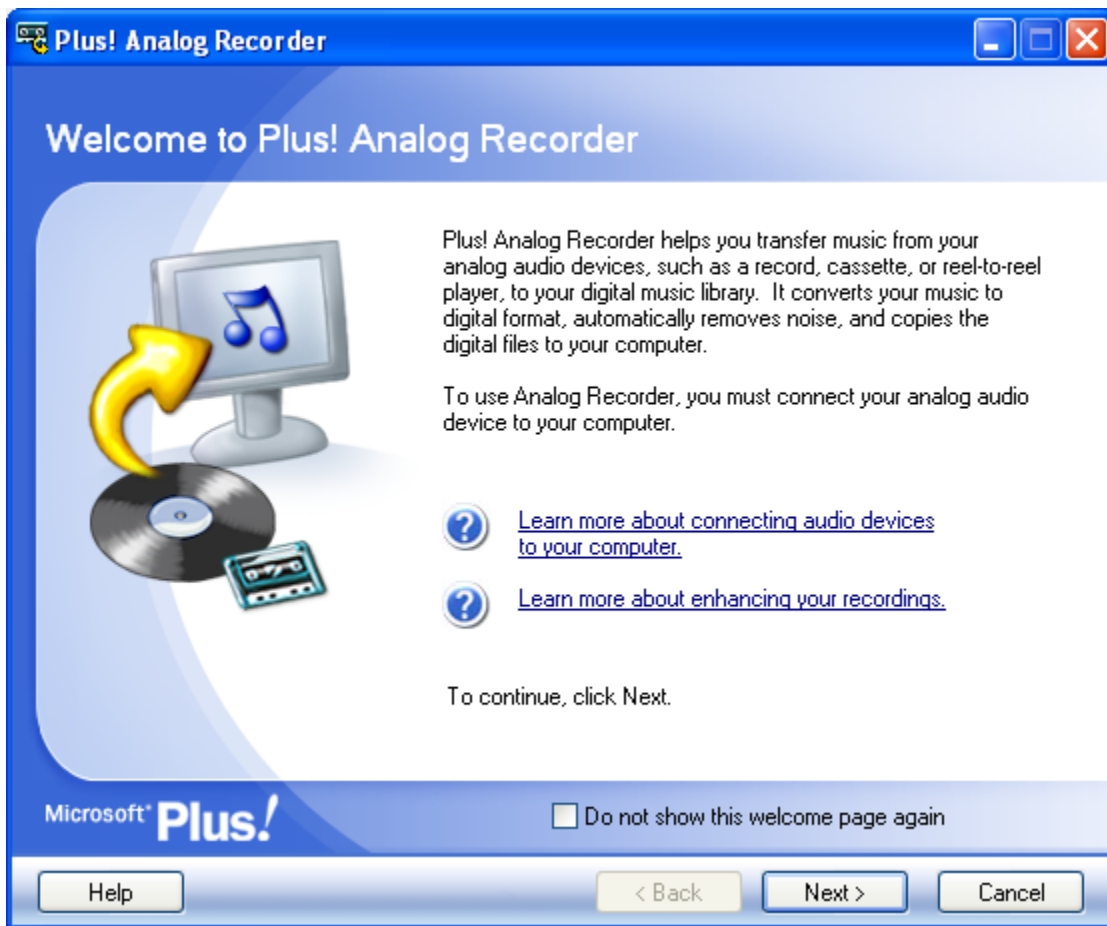 Plus! Analog Recorder
Welcome to Plus! Analog Recorder
Plus! Analog Recorder helps you transfer music from your
analog audio devices, such as a record, cassette, or reel-to-reel
player, to your digital music library.  It converts your music to
digital format, automatically removes noise, and copies the
digital files to your computer.
To use Analog Recorder, you must connect your analog audio
device to your computer.
Learn more about connecting audio devices
to your computer.
Learn more about enhancing your recordings.
To continue, click Next.
Microsoft® Plus!
Do not show this welcome page again
Help
< Back
Next >
Cancel